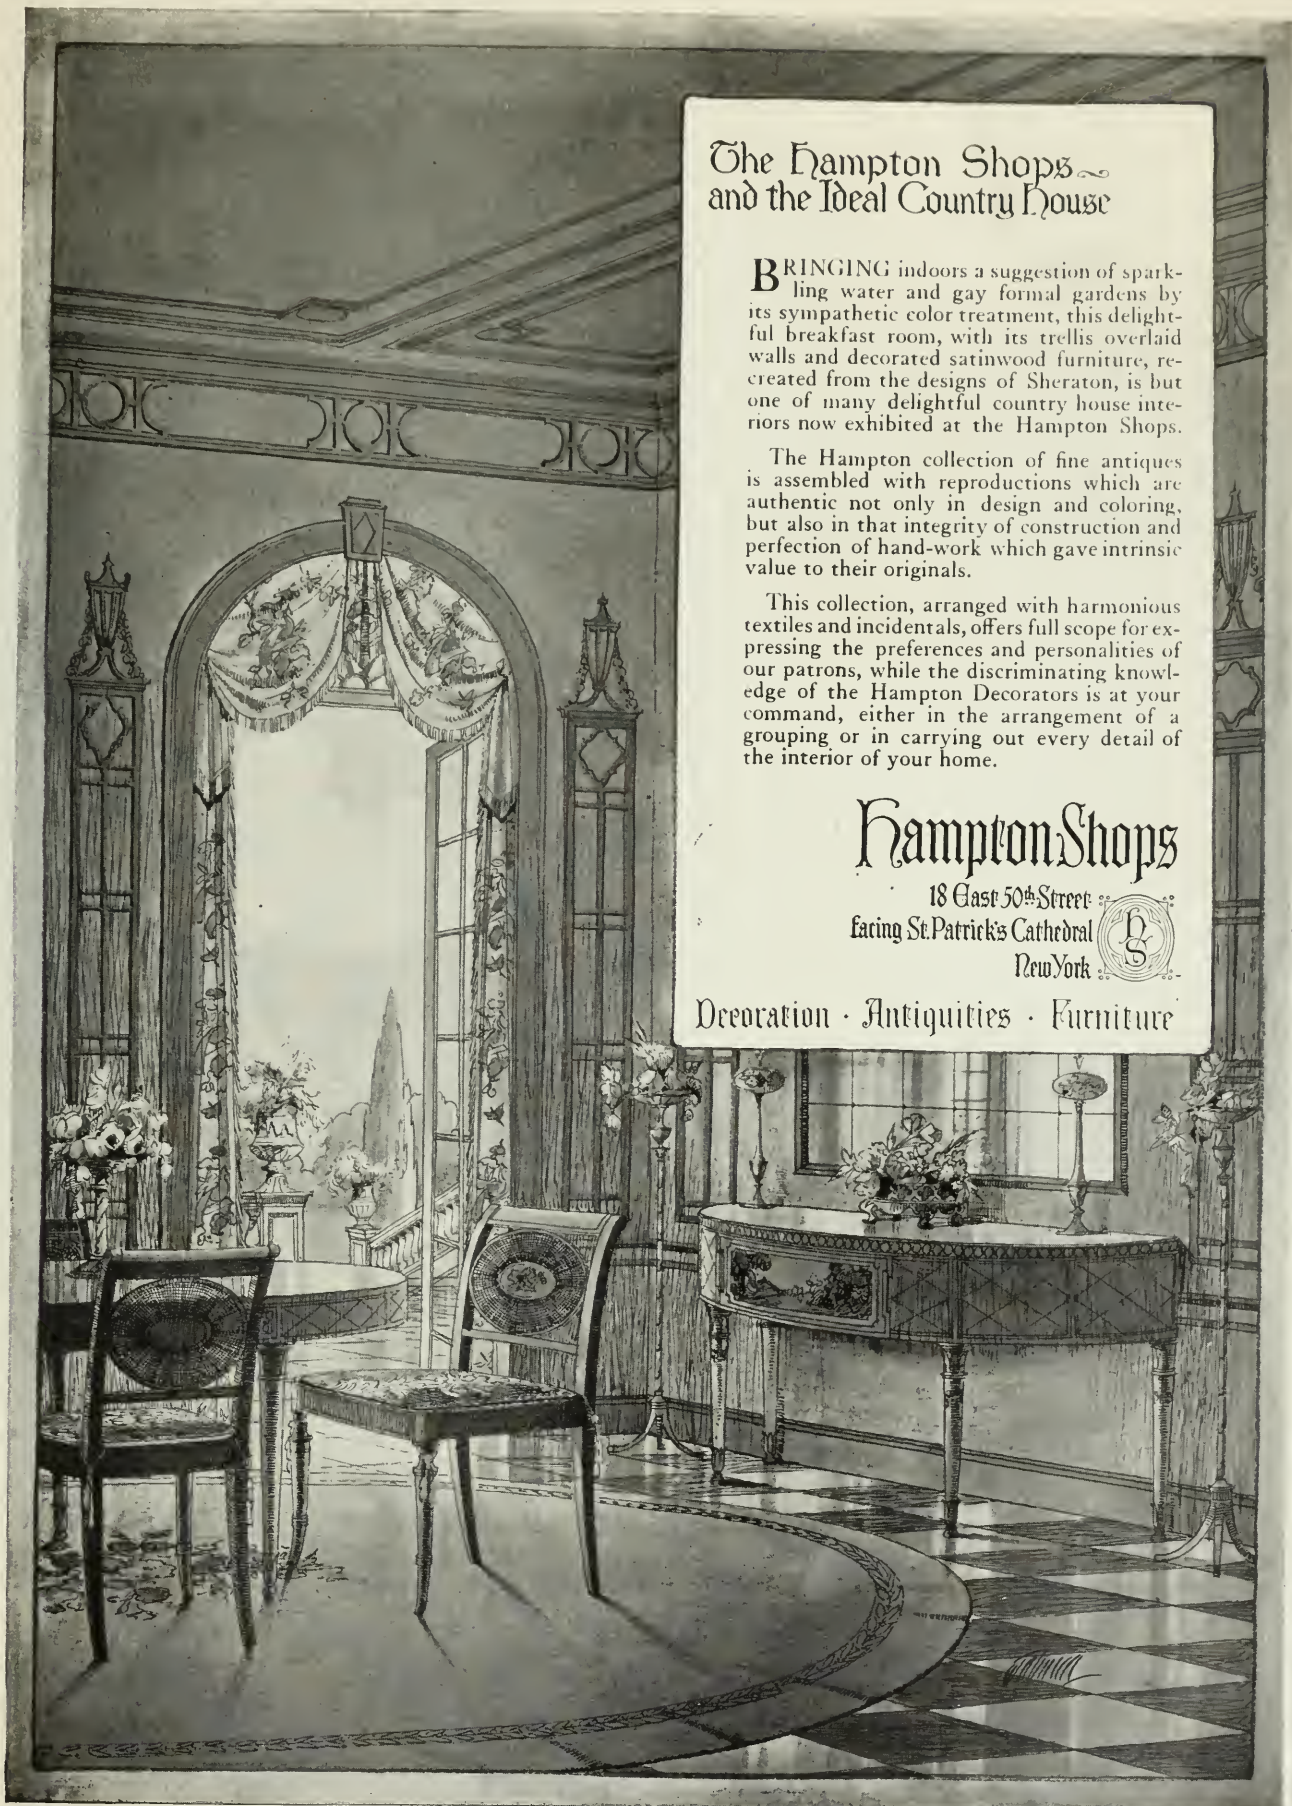 The Hampton Shops
and the Ideal Country House
BRINGING indoors a suggestion of spark-
ling water and gay formal gardens by
its sympathetic color treatment, this delight-
ful breakfast room, with its trellis overlaid
walls and decorated satinwood furniture, re-
created from the designs of Sheraton, is but
one of many delightful country house inte-
riors now exhibited at the Hampton Shops.
The Hampton collection of fine antiques
is assembled with reproductions which are
authentic not only in design and coloring,
but also in that integrity of construction and
perfection of hand-work which gave intrinsic
value to their originals.
This collection, arranged with harmonious
textiles and incidentals, offers full scope for ex-
pressing the preferences and personalities of
our patrons, while the discriminating knowl-
edge of the Hampton Decorators is at your
command, either in the arrangement of a
grouping or in carrying out every detail of
the interior of your home.
Hampton Shops
18 East 50th Street
facing St. Patrick's Cathedral
New York
hS
Decoration · Antiquities · Furniture